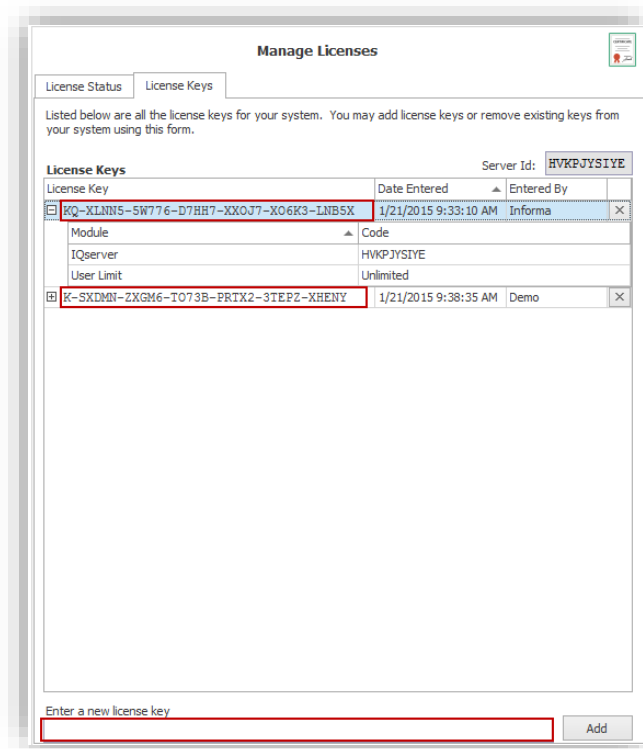 Manage Licenses
License Status License Keys
Listed below are all the license keys for your system. You may add license keys or remove existing keys from
your system using this form.
License Keys Server Id: HVKPJYSIYE
License Key Date Entered Entered By
KQ-XLNN5-5W776-D7HH7-XXOJ7-XO6K3-LNB5X 1/21/2015 9:33:10 AM Informa
Module Code
IQserver HVKPJYSIYE
User Limit Unlimited
K-SXDMN-ZXGM6-TO73B-PRTX2-3TEPZ-XHENY 1/21/2015 9:38:35 AM Demo
Enter a new license key
Add